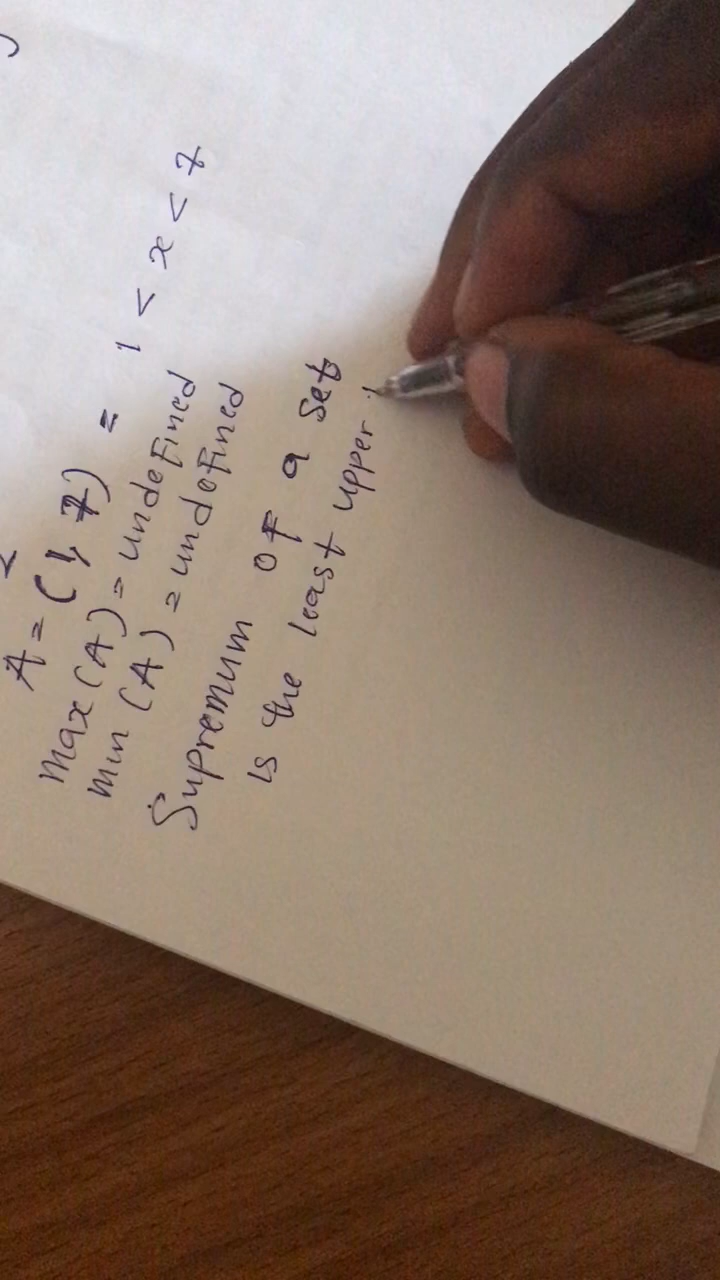 A = (1, 7) = 1 < x < 7
max (A) = undefined
min (A) = undefined
Supremum of a set
is the least upper